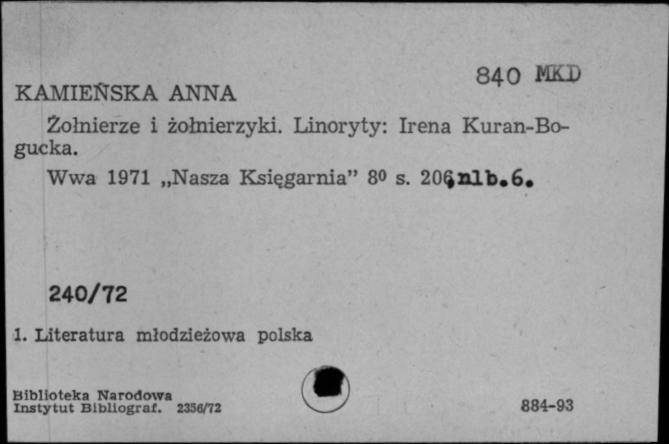 840 MKD
KAMIEŃSKA ANNA
Żołnierze i żołnierzyki. Linoryty: Irena Kuran-Bo-
gucka.
Wwa 1971 „Nasza Księgarnia” 8⁰ s. 206, nlb. 6.
240/72
1. Literatura młodzieżowa polska
Biblioteka Narodowa
Instytut Bibliograf. 2356/72
884-93